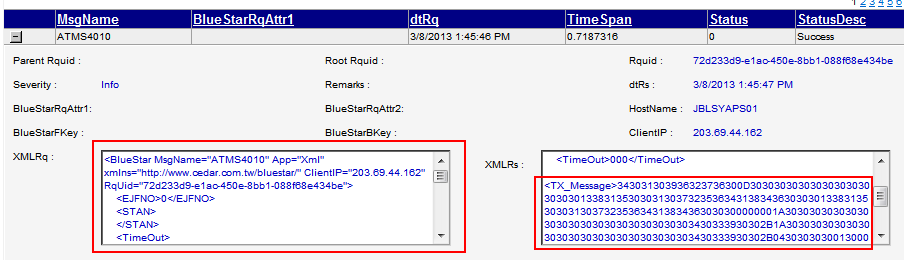 1 2 3 4 5 6
MsgName BlueStarRqAttr1 dtRq TimeSpan Status StatusDesc
ATMS4010 3/8/2013 1:45:46 PM 0.7187316 0 Success
Parent Rquid : Root Rquid : Rquid : 72d233d9-e1ac-450e-8bb1-088f68e434be
Severity : Info Remarks : dtRs : 3/8/2013 1:45:47 PM
BlueStarRqAttr1: BlueStarRqAttr2: HostName : JBLSYAPS01
BlueStarFKey : BlueStarBKey : ClientIP : 203.69.44.162
XMLRq :
<BlueStar MsgName="ATMS4010" App="Xml"
xmlns="http://www.cedar.com.tw/bluestar/" ClientIP="203.69.44.162"
RqUid="72d233d9-e1ac-450e-8bb1-088f68e434be">
<EJFNO>0</EJFNO>
<STAN>
</STAN>
<TimeOut>
XMLRs :
<TimeOut>000</TimeOut>
<TX_Message>